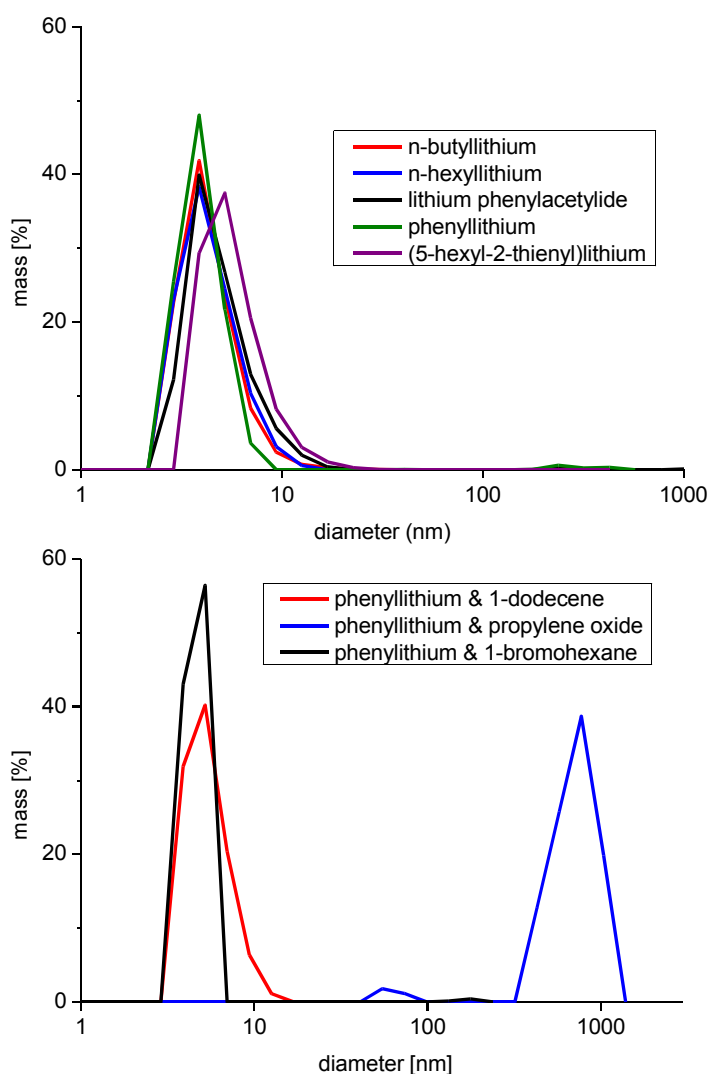 60
40
20
0
mass [%]
n-butyllithium
n-hexyllithium
lithium phenylacetylide
phenyllithium
(5-hexyl-2-thienyl)lithium
1 10 100 1000
diameter (nm)
60
40
20
0
mass [%]
phenyllithium & 1-dodecene
phenyllithium & propylene oxide
phenylithium & 1-bromohexane
1 10 100 1000
diameter [nm]